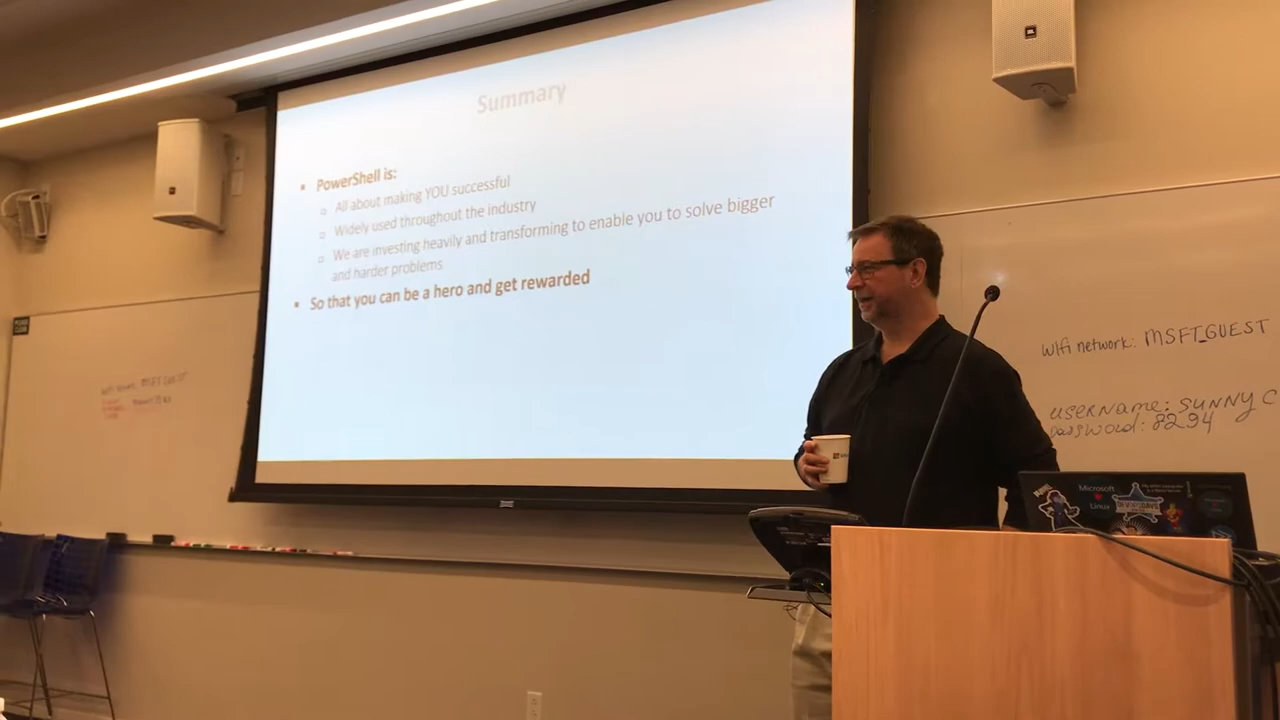 Summary
PowerShell is:
All about making YOU successful
Widely used throughout the industry
We are investing heavily and transforming to enable you to solve bigger
and harder problems
So that you can be a hero and get rewarded
WIfi network: MSFT_GUEST
USERNAME: SUNNY C
password: 8294
Microsoft
Linux
JBL